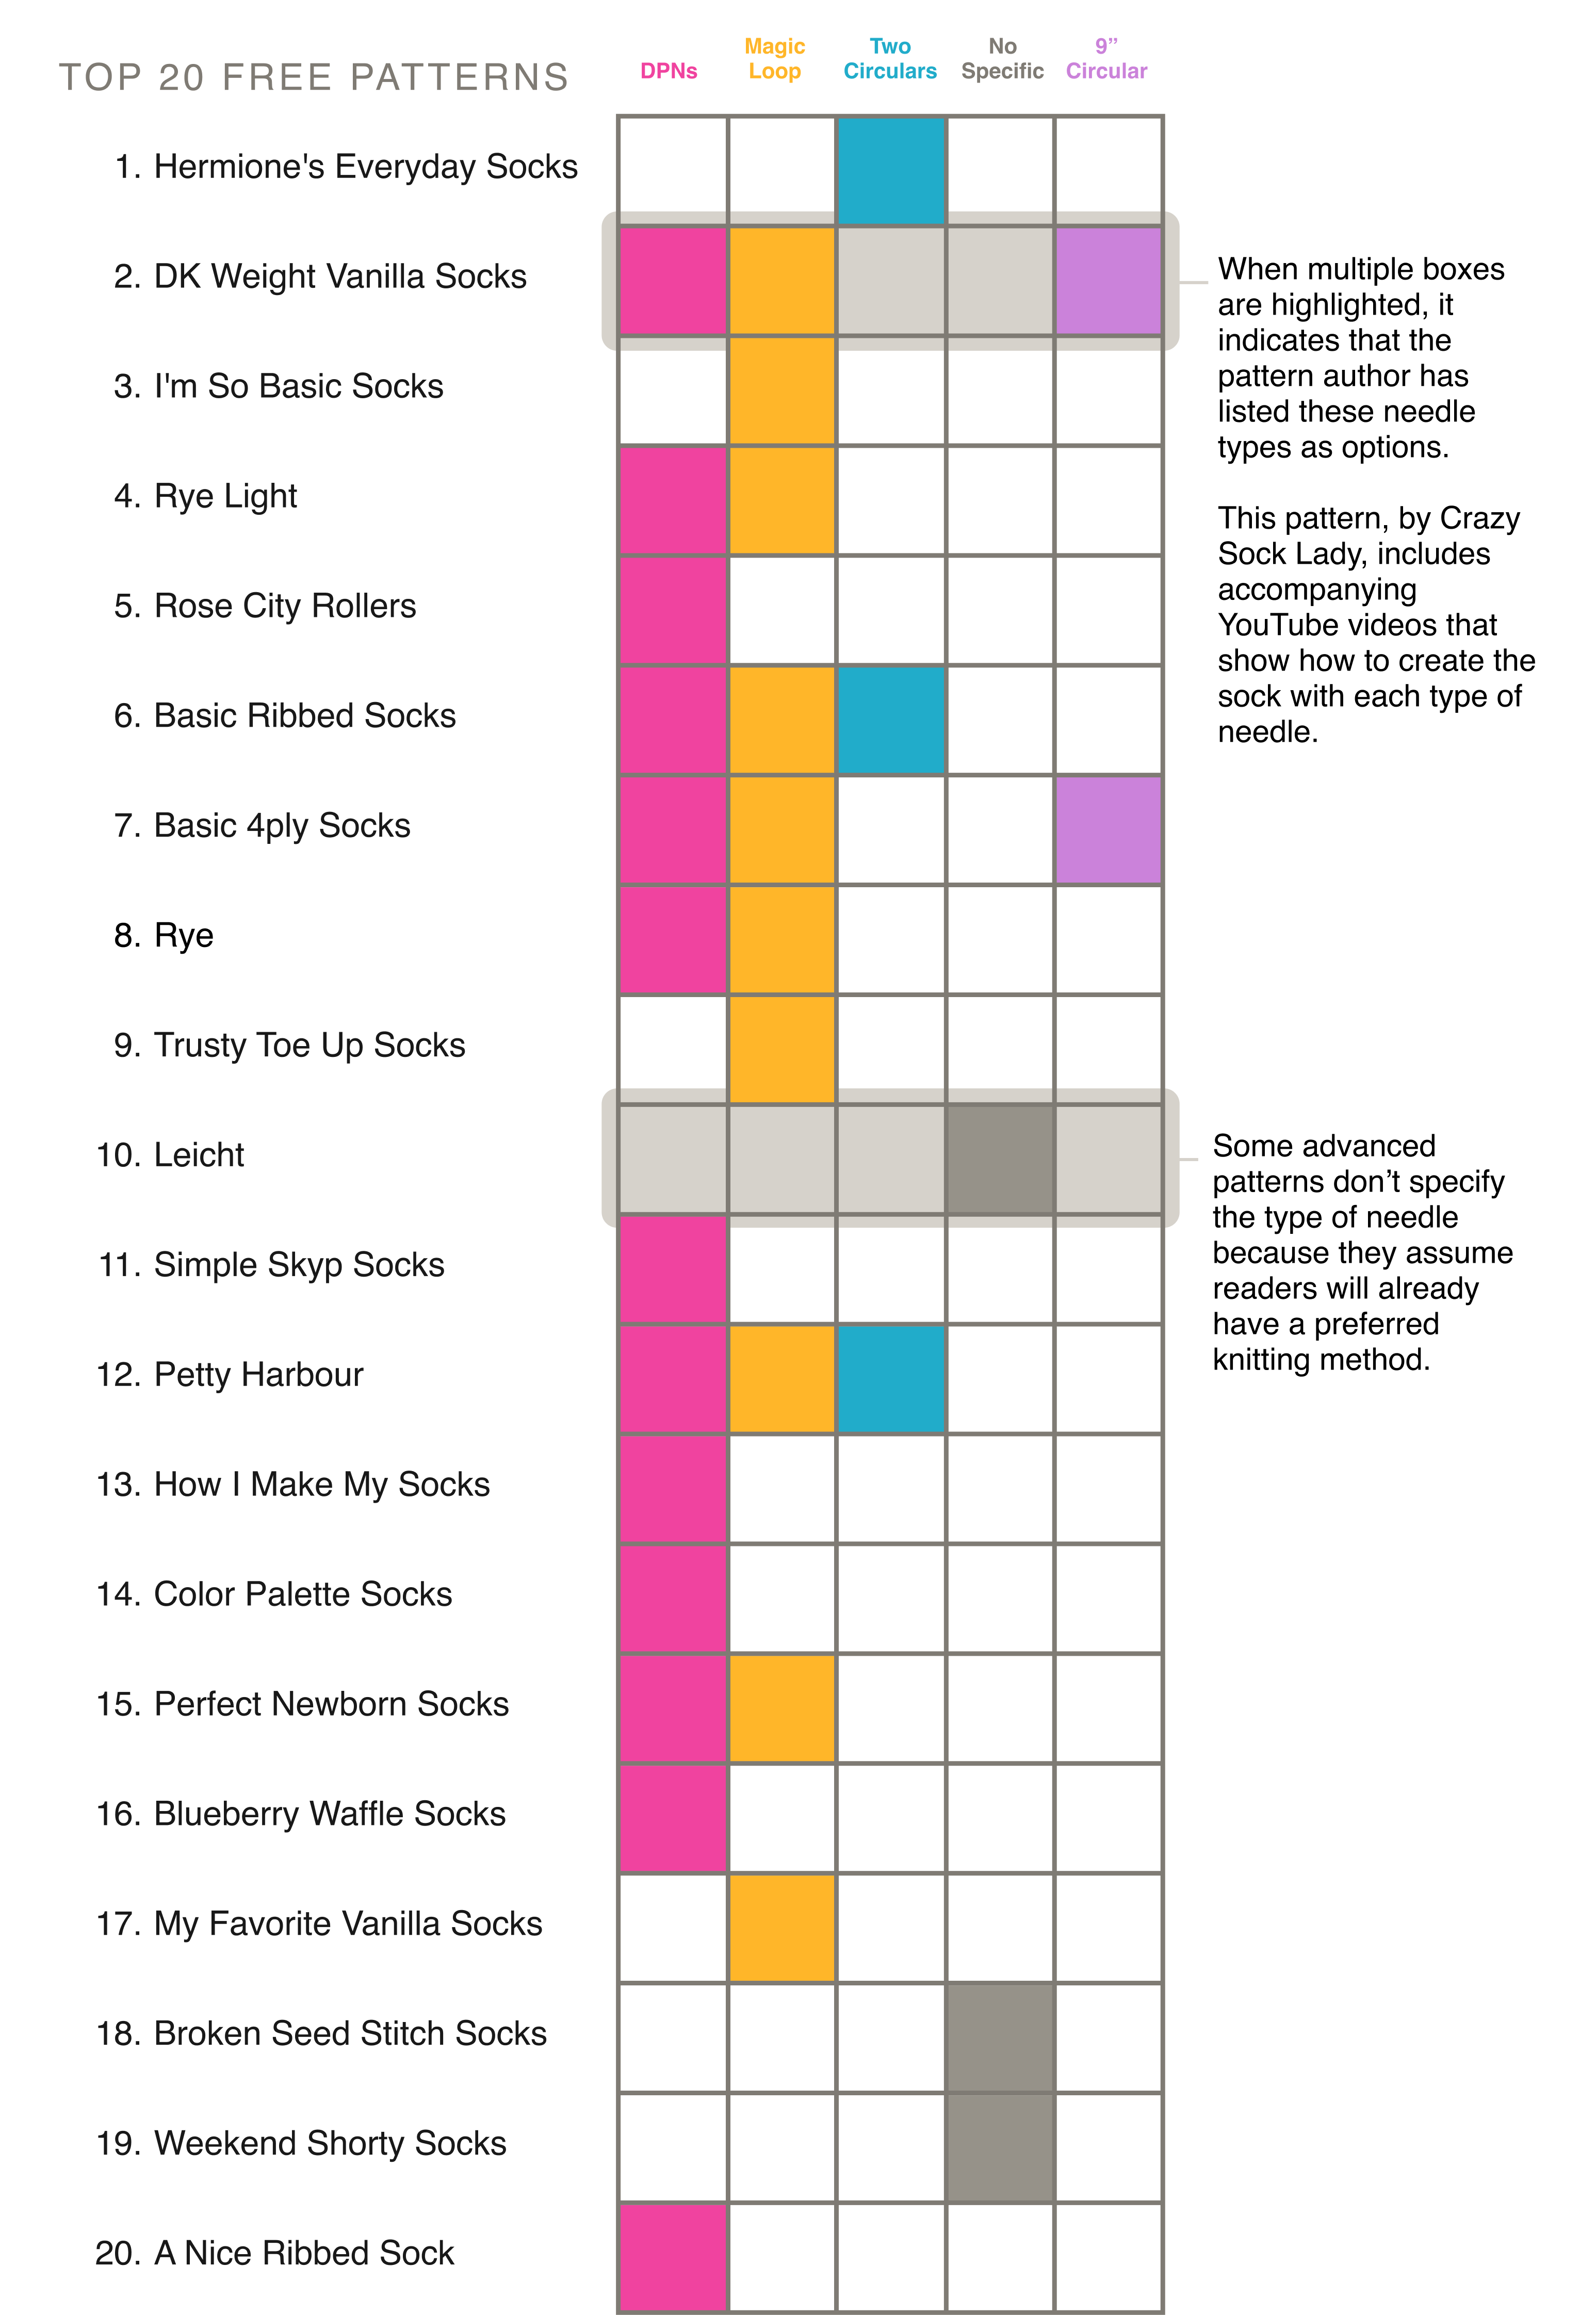 TOP 20 FREE PATTERNS
DPNs
Magic
Loop
Two
Circulars
No
Specific
9”
Circular
1. Hermione's Everyday Socks
2. DK Weight Vanilla Socks
3. I'm So Basic Socks
4. Rye Light
5. Rose City Rollers
6. Basic Ribbed Socks
7. Basic 4ply Socks
8. Rye
9. Trusty Toe Up Socks
10. Leicht
11. Simple Skyp Socks
12. Petty Harbour
13. How I Make My Socks
14. Color Palette Socks
15. Perfect Newborn Socks
16. Blueberry Waffle Socks
17. My Favorite Vanilla Socks
18. Broken Seed Stitch Socks
19. Weekend Shorty Socks
20. A Nice Ribbed Sock
When multiple boxes
are highlighted, it
indicates that the
pattern author has
listed these needle
types as options.
This pattern, by Crazy
Sock Lady, includes
accompanying
YouTube videos that
show how to create the
sock with each type of
needle.
Some advanced
patterns don’t specify
the type of needle
because they assume
readers will already
have a preferred
knitting method.